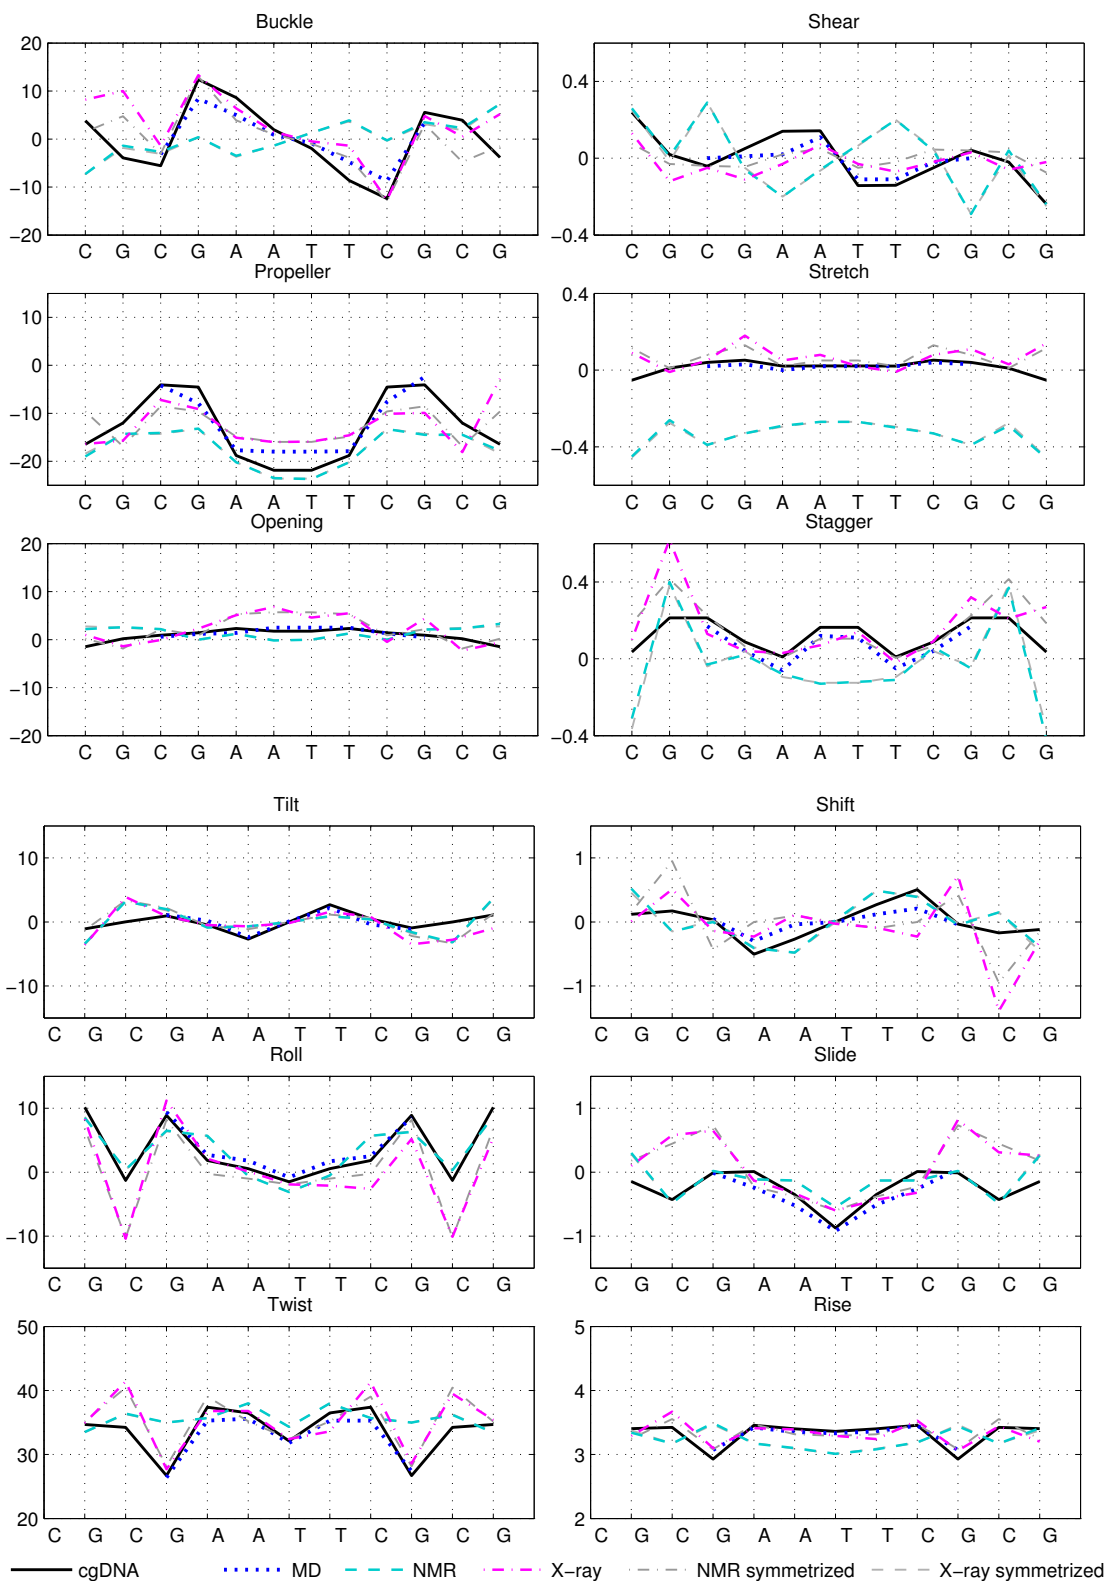 Buckle
20
10
0
−10
−20
C G C G A A T T C G C G
Shear
0.4
0
−0.4
C G C G A A T T C G C G
Propeller
10
0
−10
−20
C G C G A A T T C G C G
Stretch
0.4
0
−0.4
C G C G A A T T C G C G
Opening
20
10
0
−10
−20
C G C G A A T T C G C G
Stagger
0.4
0
−0.4
C G C G A A T T C G C G
Tilt
10
0
−10
C G C G A A T T C G C G
Shift
1
0
−1
C G C G A A T T C G C G
Roll
10
0
−10
C G C G A A T T C G C G
Slide
1
0
−1
C G C G A A T T C G C G
Twist
50
40
30
20
C G C G A A T T C G C G
Rise
5
4
3
2
C G C G A A T T C G C G
cgDNA MD NMR X−ray NMR symmetrized X−ray symmetrized